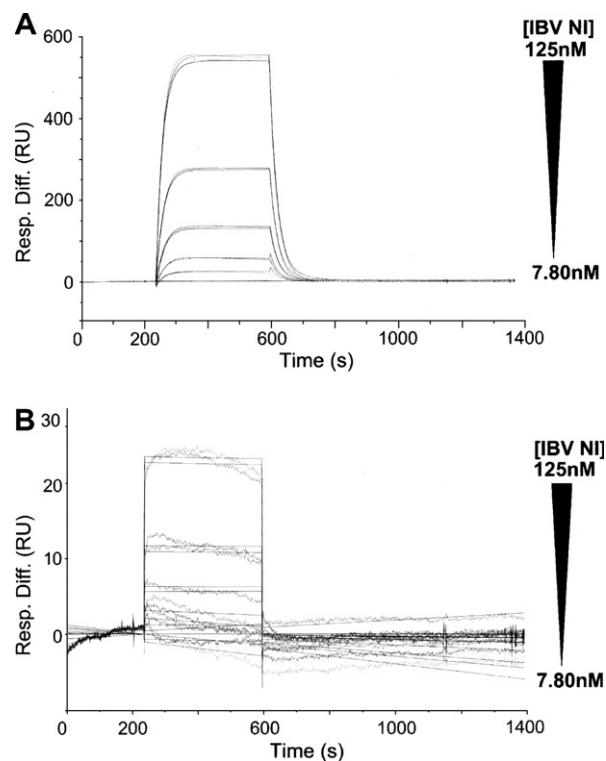 A
[IBV NI]
125nM
600
400
200
0
Resp. Diff. (RU)
7.80nM
0 200 400 600 1000 1400
Time (s)
B
30
20
10
0
Resp. Diff. (RU)
[IBV NI]
125nM
7.80nM
0 200 400 600 1000 1400
Time (s)